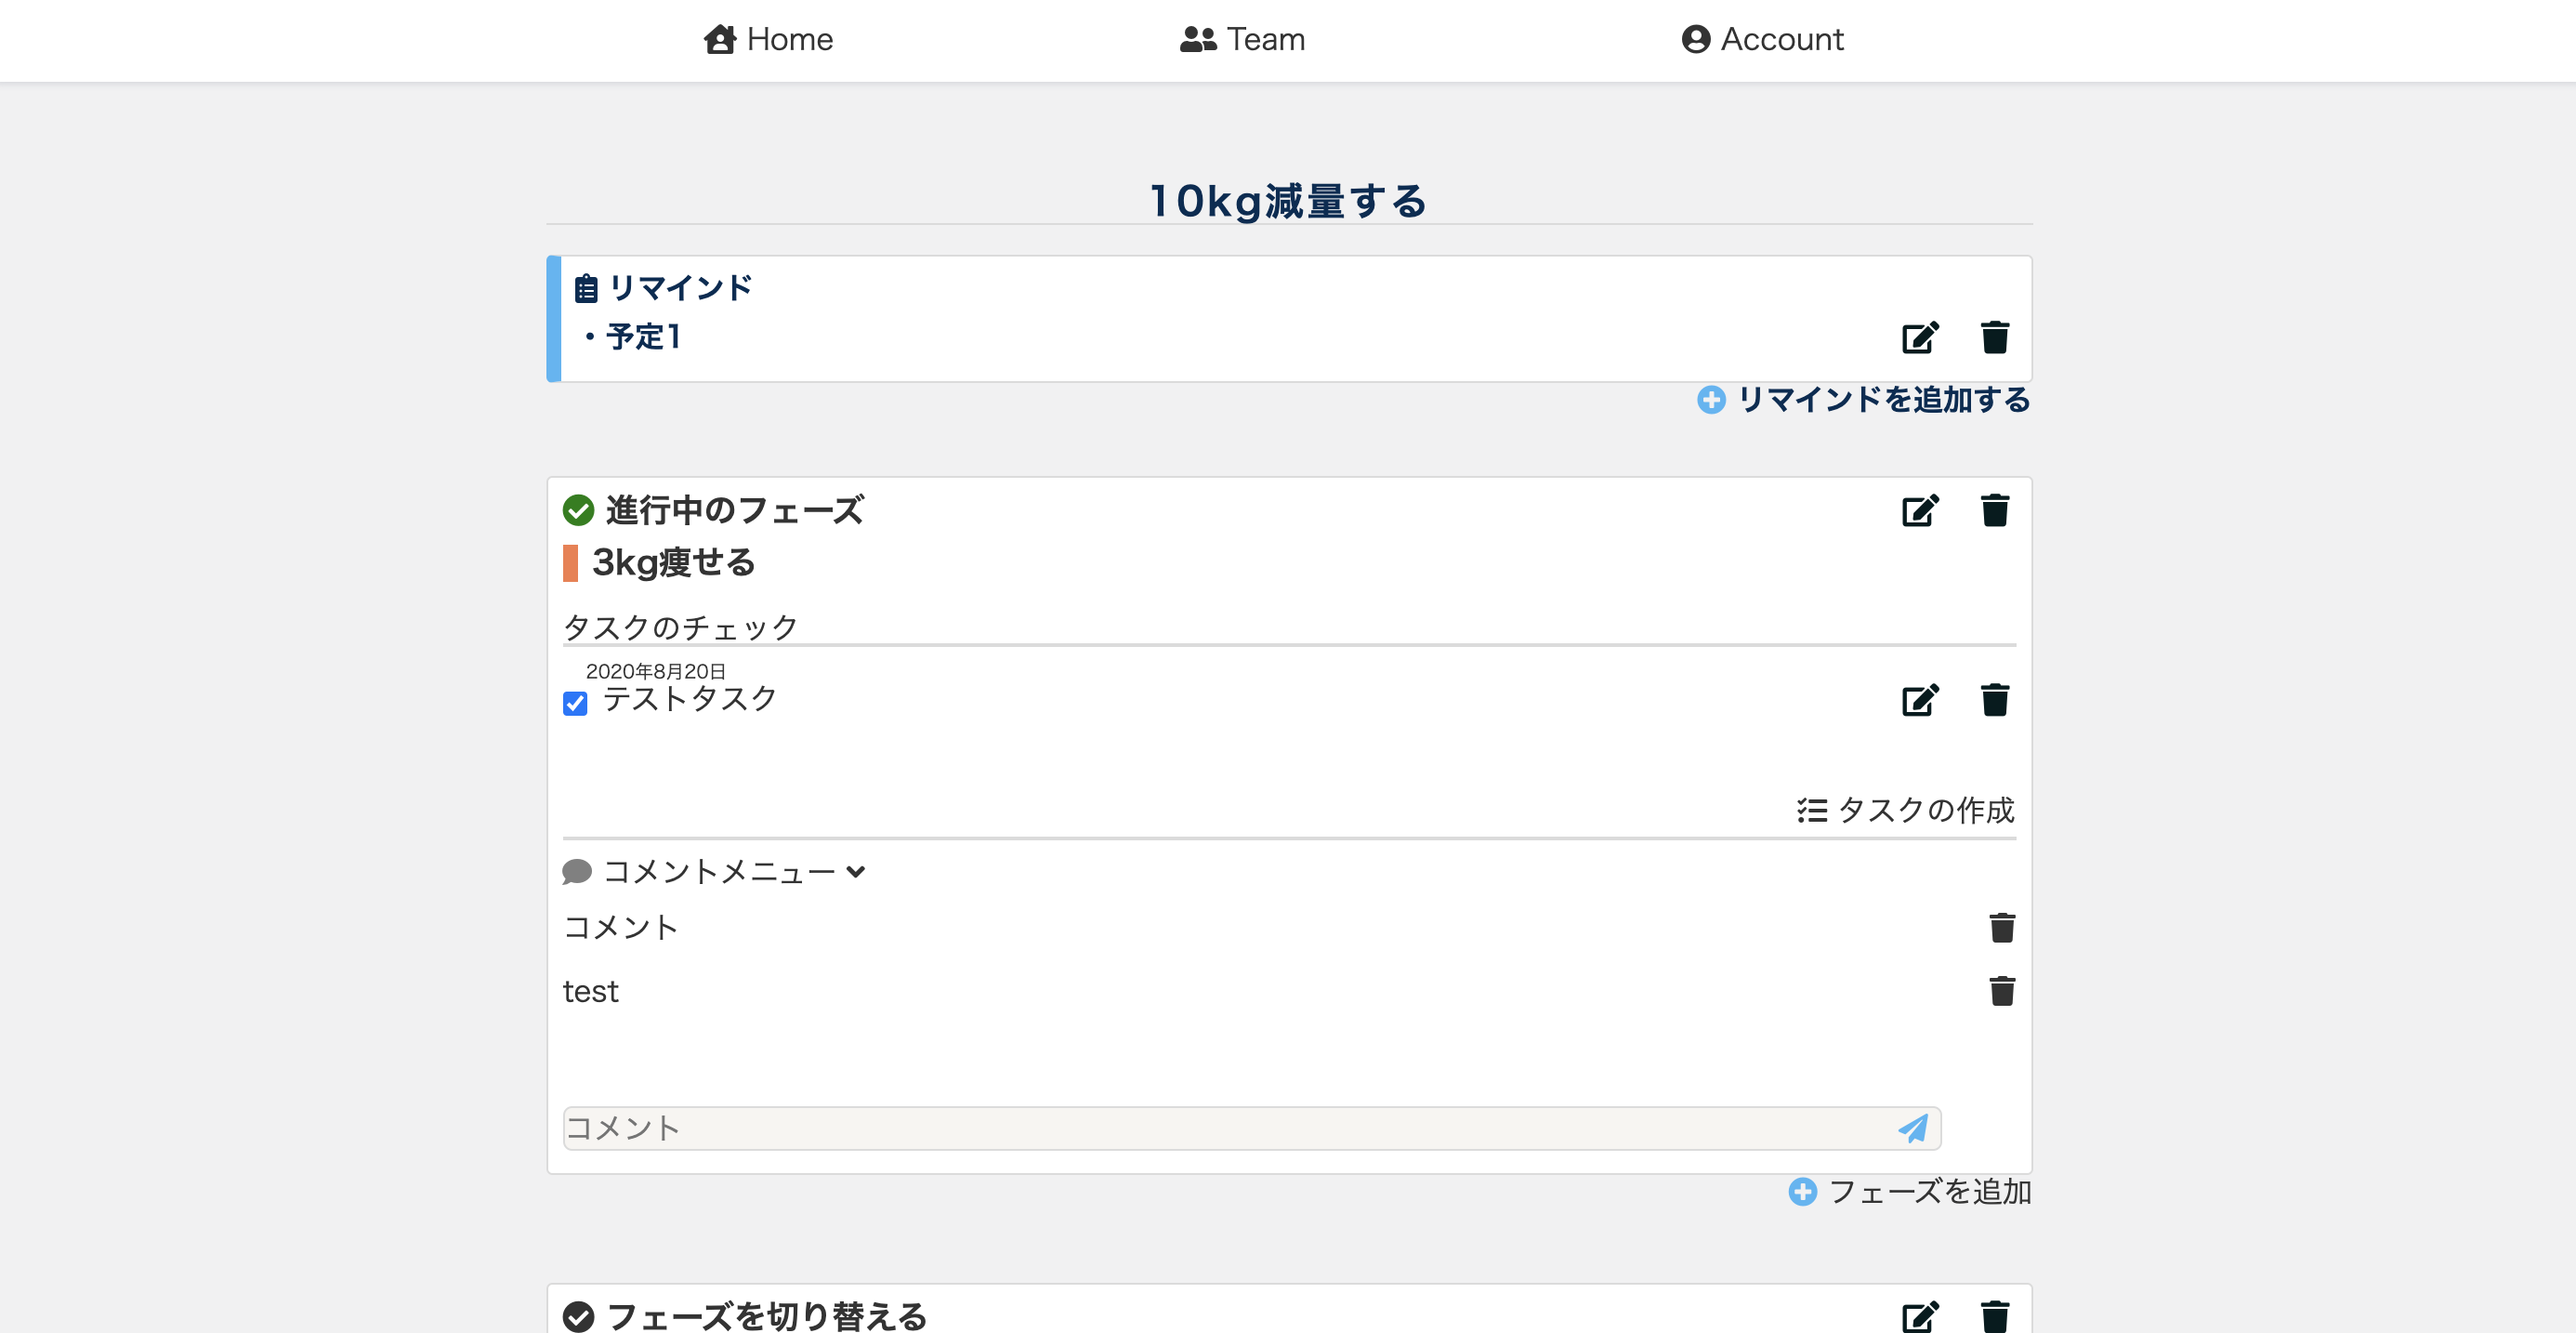 Home Team Account
10kg減量する
リマインド
・予定1
リマインドを追加する
進行中のフェーズ
3kg痩せる
タスクのチェック
2020年8月20日
テストタスク
タスクの作成
コメントメニュー
コメント
test
コメント
フェーズを追加
フェーズを切り替える